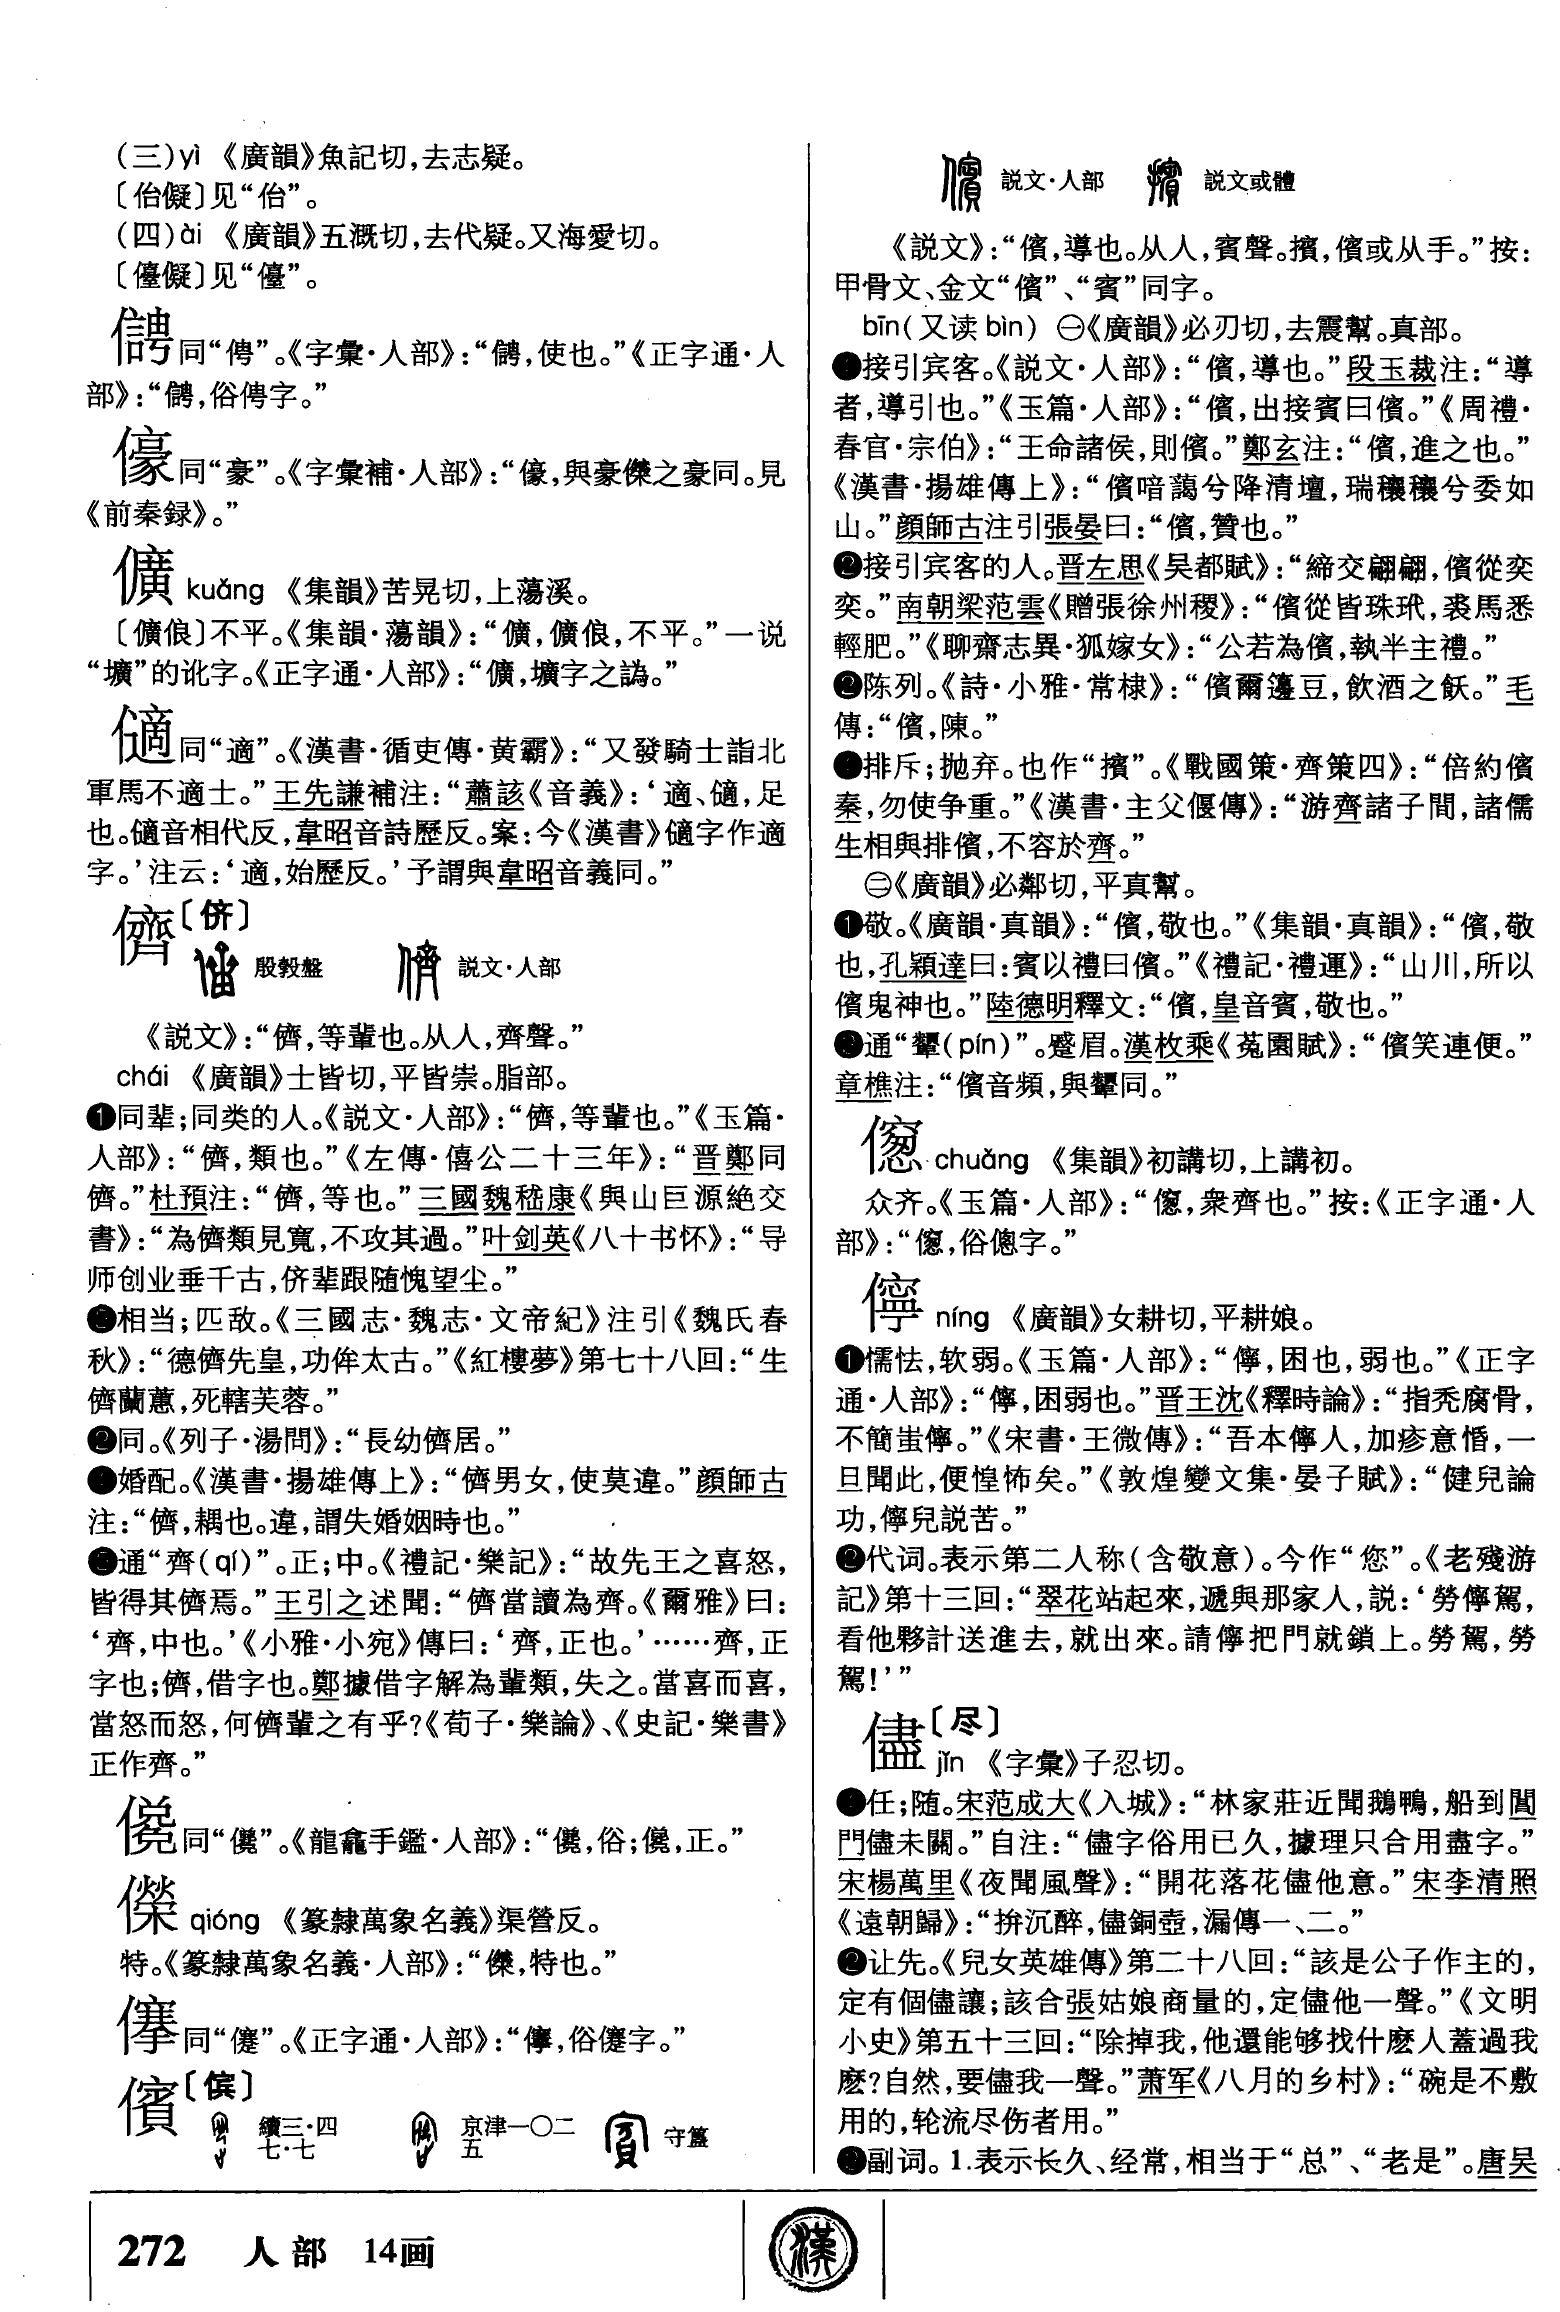 (三)yì 《廣韻》魚記切,去志疑。
〔佁儗〕见“佁”。
(四)ài 《廣韻》五溉切,去代疑。又海愛切。
〔儓儗〕见“儓”。
同“俜”。《字彙·人部》:“,使也。”《正字通·人
部》:“,俗俜字。”
儫同“豪”。《字彙補·人部》:“儫,與豪傑之豪同。見
《前秦録》。”
儣 kuǎng 《集韻》苦晃切,上蕩溪。
〔儣俍〕不平。《集韻·蕩韻》:“儣,儣俍,不平。”一说
“壙”的讹字。《正字通·人部》:“儣,壙字之譌。”
同“適”。《漢書·循吏傳·黄霸》:“又發騎士詣北
軍馬不適士。”王先謙補注:“蕭該《音義》:‘適、,足
也。音相代反,韋昭音詩歷反。案:今《漢書》字作適
字。’注云:‘適,始歷反。’予謂與韋昭音義同。”
儕〔侪〕
殷穀盤 説文·人部
《説文》:“儕,等輩也。从人,齊聲。”
chái 《廣韻》士皆切,平皆崇。脂部。
❶同辈;同类的人。《説文·人部》:“儕,等輩也。”《玉篇·
人部》:“儕,類也。”《左傳·僖公二十三年》:“晋鄭同
儕。”杜預注:“儕,等也。”三國魏嵇康《與山巨源絶交
書》:“為儕類見寬,不攻其過。”叶剑英《八十书怀》:“导
师创业垂千古,侪辈跟随愧望尘。”
❷相当;匹敌。《三國志·魏志·文帝紀》注引《魏氏春
秋》:“德儕先皇,功侔太古。”《紅樓夢》第七十八回:“生
儕蘭蕙,死轄芙蓉。”
❸同。《列子·湯問》:“長幼儕居。”
❹婚配。《漢書·揚雄傳上》:“儕男女,使莫違。”顔師古
注:“儕,耦也。違,謂失婚姻時也。”
❺通“齊(qí)”。正;中。《禮記·樂記》:“故先王之喜怒,
皆得其儕焉。”王引之述聞:“儕當讀為齊。《爾雅》曰:
‘齊,中也。’《小雅·小宛》傳曰:‘齊,正也。’……齊,正
字也;儕,借字也。鄭據借字解為輩類,失之。當喜而喜,
當怒而怒,何儕輩之有乎?《荀子·樂論》、《史記·樂書》
正作齊。”
同“儳”。《龍龕手鑑·人部》:“,俗;儳,正。”
qióng 《篆隸萬象名義》渠營反。
特。《篆隸萬象名義·人部》:“,特也。”
同“僿”。《正字通·人部》:“,俗僿字。”
儐〔傧〕
續三·四七·七 京津一〇二五 守簋
説文·人部 説文或體
《説文》:“儐,導也。从人,賓聲。擯,儐或从手。”按:
甲骨文、金文“儐”、“賓”同字。
bīn(又读bìn) ㊀《廣韻》必刃切,去震幫。真部。
❶接引宾客。《説文·人部》:“儐,導也。”段玉裁注:“導
者,導引也。”《玉篇·人部》:“儐,出接賓曰儐。”《周禮·
春官·宗伯》:“王命諸侯,則儐。”鄭玄注:“儐,進之也。”
《漢書·揚雄傳上》:“儐暗藹兮降清壇,瑞穰穰兮委如
山。”顔師古注引張晏曰:“儐,贊也。”
❷接引宾客的人。晋左思《吴都賦》:“締交翩翩,儐從奕
奕。”南朝梁范雲《贈張徐州稷》:“儐從皆珠玳,裘馬悉
輕肥。”《聊齋志異·狐嫁女》:“公若為儐,執半主禮。”
❸陈列。《詩·小雅·常棣》:“儐爾籩豆,飲酒之飫。”毛
傳:“儐,陳。”
❹排斥;抛弃。也作“擯”。《戰國策·齊策四》:“倍約儐
秦,勿使争重。”《漢書·主父偃傳》:“游齊諸子間,諸儒
生相與排儐,不容於齊。”
㊁《廣韻》必鄰切,平真幫。
❶敬。《廣韻·真韻》:“儐,敬也。”《集韻·真韻》:“儐,敬
也,孔穎達曰:賓以禮曰儐。”《禮記·禮運》:“山川,所以
儐鬼神也。”陸德明釋文:“儐,皇音賓,敬也。”
❷通“顰(pín)”。蹙眉。漢枚乘《菟園賦》:“儐笑連便。”
章樵注:“儐音頻,與顰同。”
chuǎng 《集韻》初講切,上講初。
众齐。《玉篇·人部》:“,衆齊也。”按:《正字通·人
部》:“,俗傯字。”
儜 níng 《廣韻》女耕切,平耕娘。
❶懦怯,软弱。《玉篇·人部》:“儜,困也,弱也。”《正字
通·人部》:“儜,困弱也。”晋王沈《釋時論》:“指秃腐骨,
不簡蚩儜。”《宋書·王微傳》:“吾本儜人,加疹意惛,一
旦聞此,便惶怖矣。”《敦煌變文集·晏子賦》:“健兒論
功,儜兒説苦。”
❷代词。表示第二人称(含敬意)。今作“您”。《老殘游
記》第十三回:“翠花站起來,遞與那家人,説:‘勞儜駕,
看他夥計送進去,就出來。請儜把門就鎖上。勞駕,勞
駕!’”
儘〔尽〕
jǐn 《字彙》子忍切。
❶任;随。宋范成大《入城》:“林家莊近聞鵝鴨,船到閶
門儘未關。”自注:“儘字俗用已久,據理只合用盡字。”
宋楊萬里《夜聞風聲》:“開花落花儘他意。”宋李清照
《遠朝歸》:“拚沉醉,儘銅壺,漏傳一、二。”
❷让先。《兒女英雄傳》第二十八回:“該是公子作主的,
定有個儘讓;該合張姑娘商量的,定儘他一聲。”《文明
小史》第五十三回:“除掉我,他還能够找什麽人蓋過我
麽?自然,要儘我一聲。”萧军《八月的乡村》:“碗是不敷
用的,轮流尽伤者用。”
❸副词。1.表示长久、经常,相当于“总”、“老是”。唐吴
272 人部 14画
漢